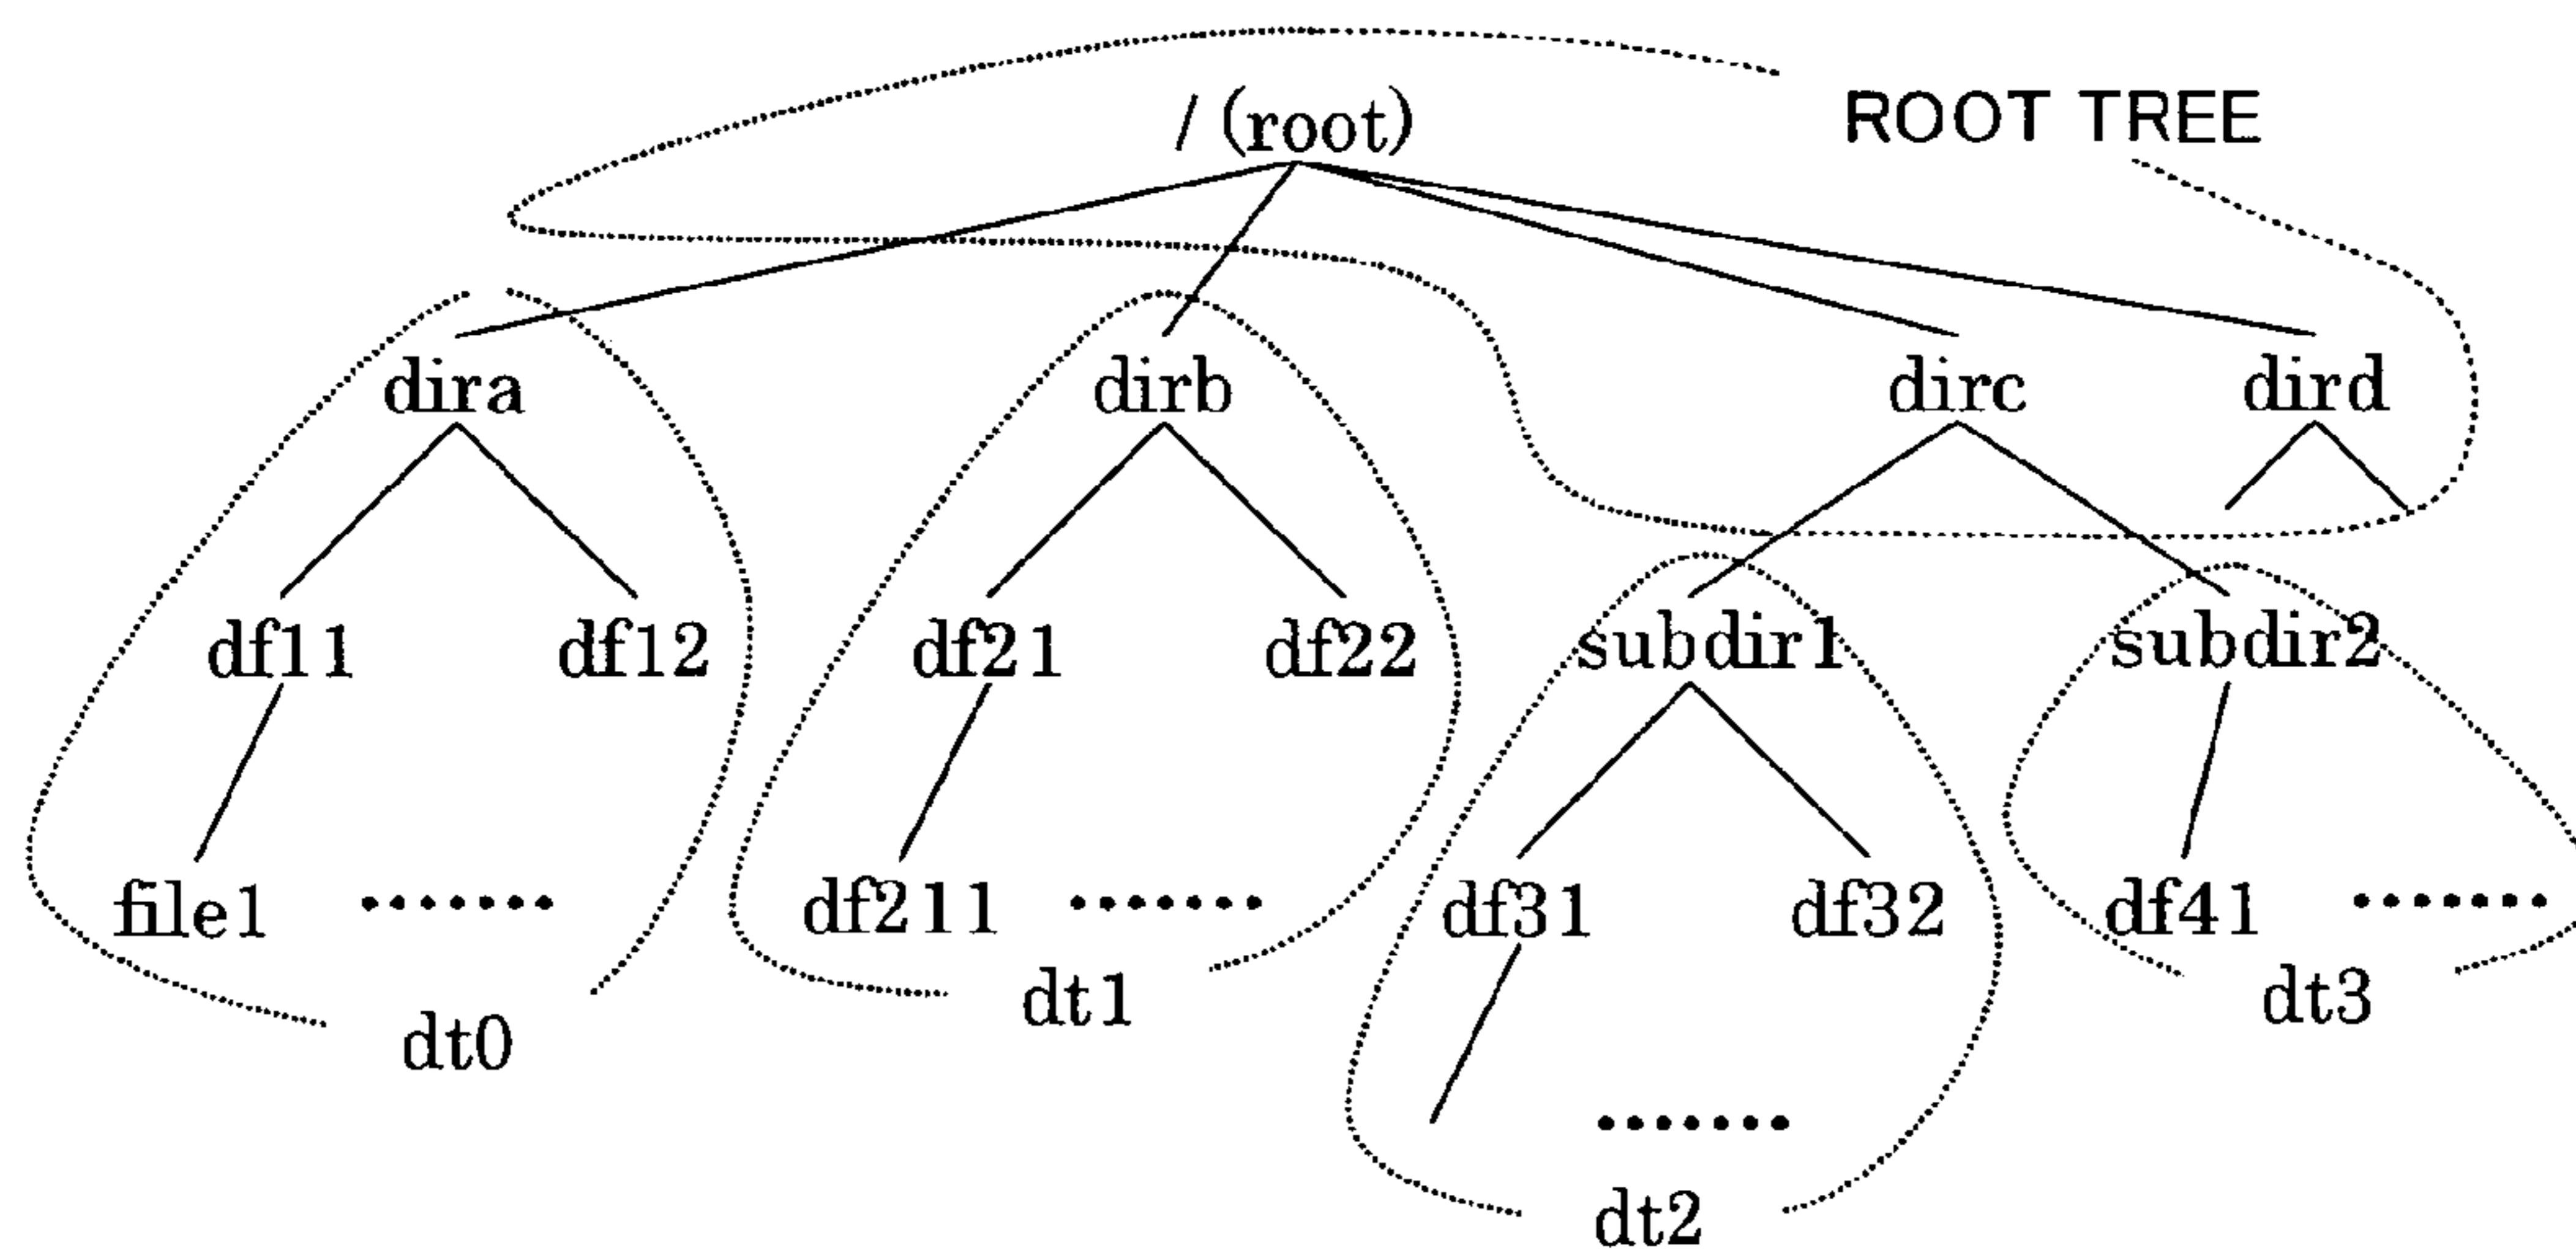 / (root)
ROOT TREE
dira
dirb
dirc
dird
df11
df12
df21
df22
subdir1
subdir2
file1
.......
df211
.......
df31
df32
df41
.......
dt0
dt1
dt3
.......
dt2